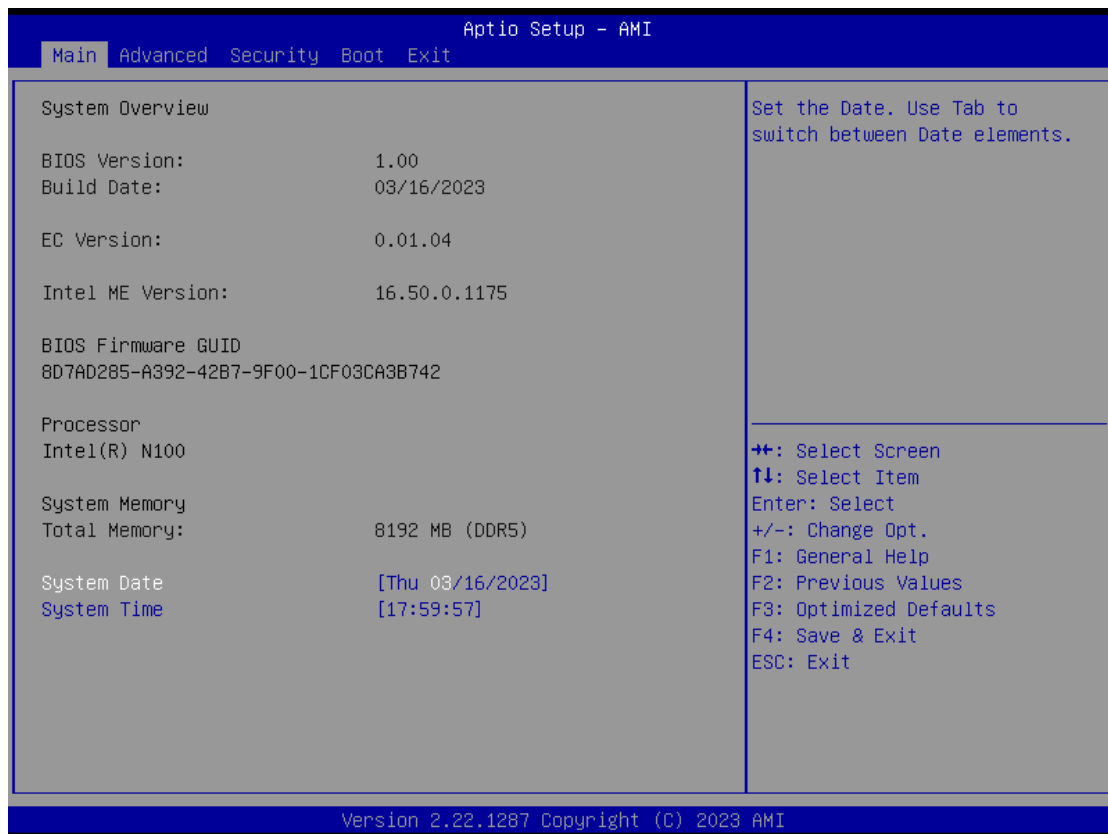 Aptio Setup – AMI
Main Advanced Security Boot Exit
System Overview
BIOS Version: 1.00
Build Date: 03/16/2023
EC Version: 0.01.04
Intel ME Version: 16.50.0.1175
BIOS Firmware GUID
8D7AD285-A392-42B7-9F00-1CF03CA3B742
Processor
Intel(R) N100
System Memory
Total Memory: 8192 MB (DDR5)
System Date [Thu 03/16/2023]
System Time [17:59:57]
Set the Date. Use Tab to
switch between Date elements.
→←: Select Screen
↑↓: Select Item
Enter: Select
+/-: Change Opt.
F1: General Help
F2: Previous Values
F3: Optimized Defaults
F4: Save & Exit
ESC: Exit
Version 2.22.1287 Copyright (C) 2023 AMI